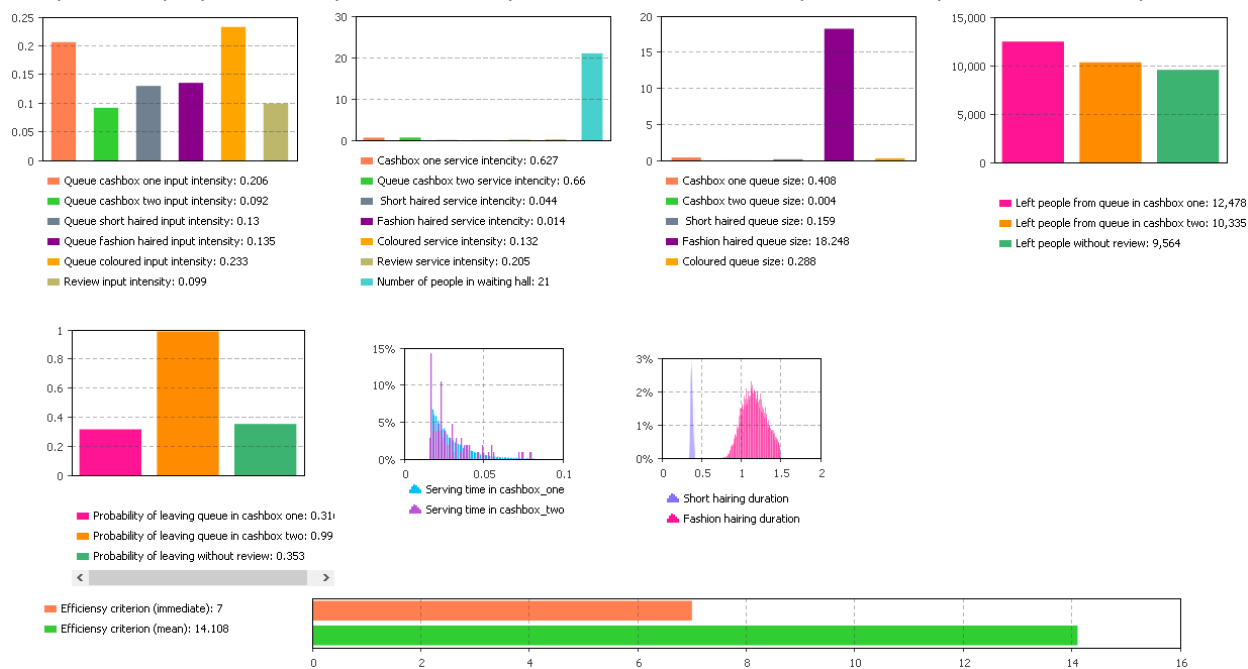 0.25
0.2
0.15
0.1
0.05
0
Queue cashbox one input intensity: 0.206
Queue cashbox two input intensity: 0.092
Queue short haired input intensity: 0.13
Queue fashion haired input intensity: 0.135
Queue coloured input intensity: 0.233
Review input intensity: 0.099
30
20
10
0
Cashbox one service intencity: 0.627
Queue cashbox two service intencity: 0.66
Short haired service intencity: 0.044
Fashion haired service intencity: 0.014
Coloured service intensity: 0.132
Review service intensity: 0.205
Number of people in waiting hall: 21
20
15
10
5
0
Cashbox one queue size: 0.408
Cashbox two queue size: 0.004
Short haired queue size: 0.159
Fashion haired queue size: 18.248
Coloured queue size: 0.288
15,000
10,000
5,000
0
Left people from queue in cashbox one: 12,478
Left people from queue in cashbox two: 10,335
Left people without review: 9,564
1
0.8
0.6
0.4
0.2
0
Probability of leaving queue in cashbox one: 0.31
Probability of leaving queue in cashbox two: 0.99
Probability of leaving without review: 0.353
15%
10%
5%
0%
0 0.05 0.1
Serving time in cashbox_one
Serving time in cashbox_two
3%
2%
1%
0%
0 0.5 1 1.5 2
Short hairing duration
Fashion hairing duration
Efficiensy criterion (immediate): 7
Efficiensy criterion (mean): 14.108
0 2 4 6 8 10 12 14 16